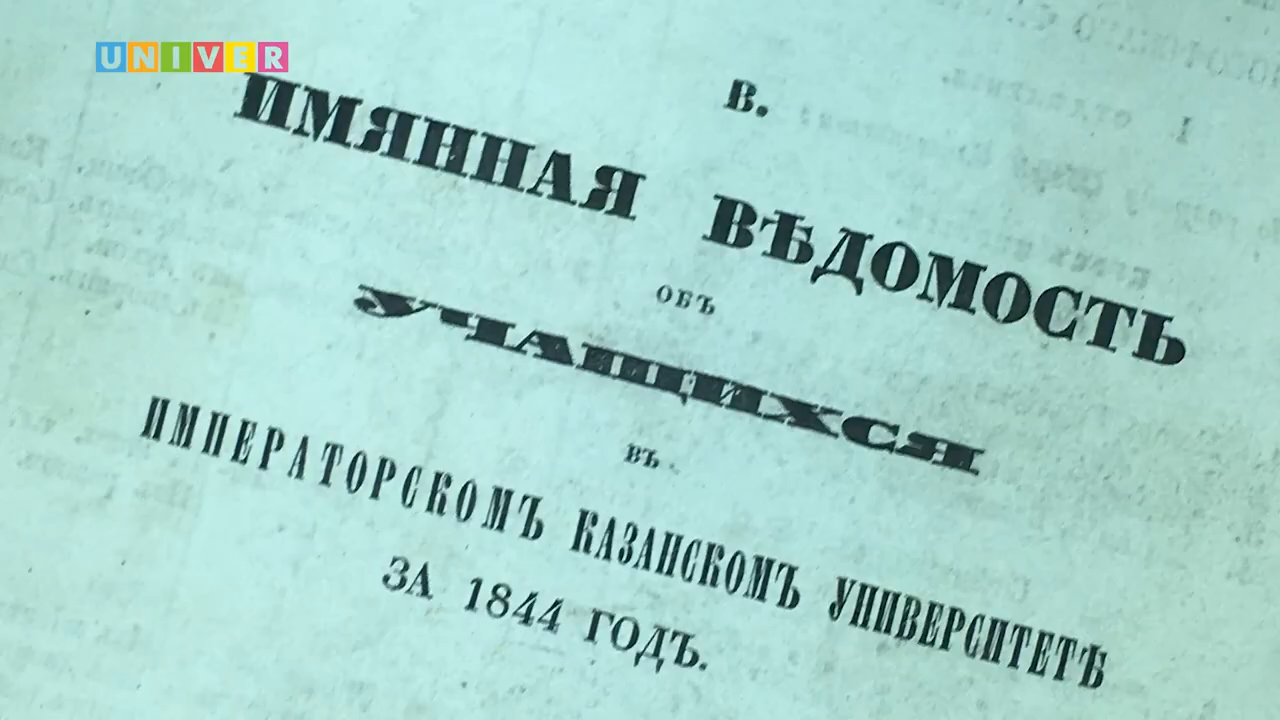 UNIVER
В.
ИМЯННАЯ ВѢДОМОСТЬ
ОБЪ
УЧАЩИХСЯ
ВЪ
ИМПЕРАТОРСКОМЪ КАЗАНСКОМЪ УНИВЕРСИТЕТѢ
ЗА 1844 ГОДЪ.